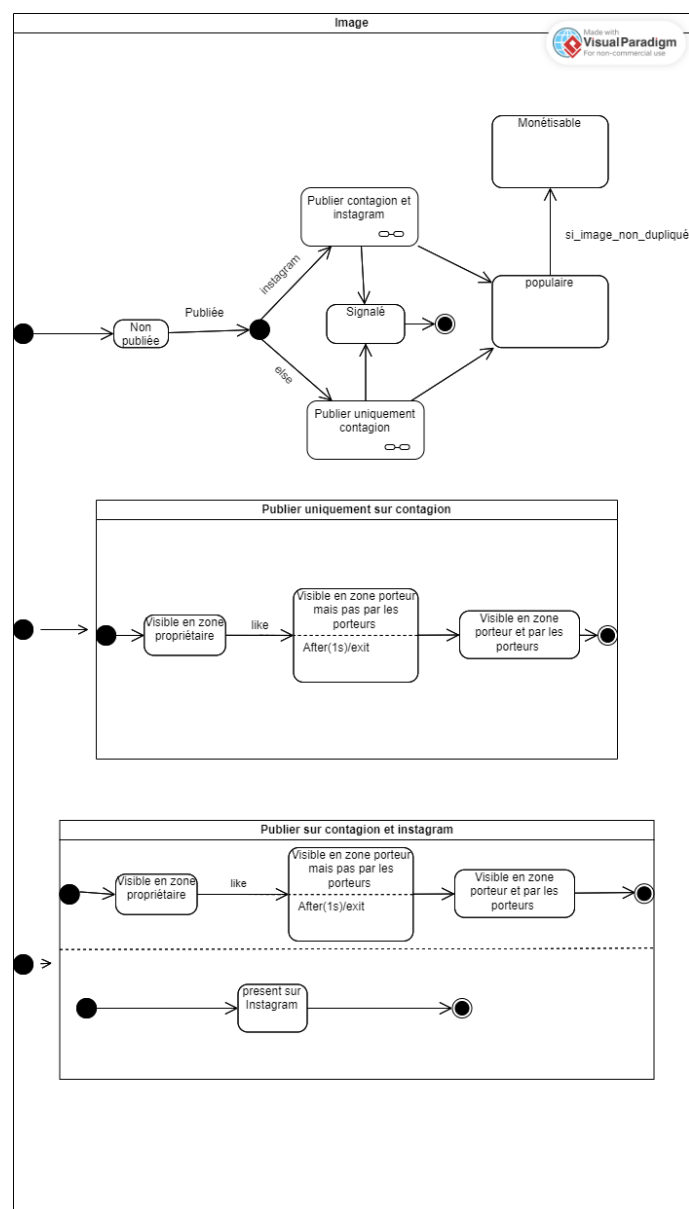 Image
Made with
VisualParadigm
For non-commercial use
Monétisable
Publier contagion et
instagram
si_image_non_dupliqué
instagram
populaire
Publiée
Signalé
Non
publiée
else
Publier uniquement
contagion
Publier uniquement sur contagion
Visible en zone
propriétaire
like
Visible en zone porteur
mais pas par les
porteurs
After(1s)/exit
Visible en zone
porteur et par les
porteurs
Publier sur contagion et instagram
Visible en zone
propriétaire
like
Visible en zone porteur
mais pas par les
porteurs
After(1s)/exit
Visible en zone
porteur et par les
porteurs
present sur
Instagram